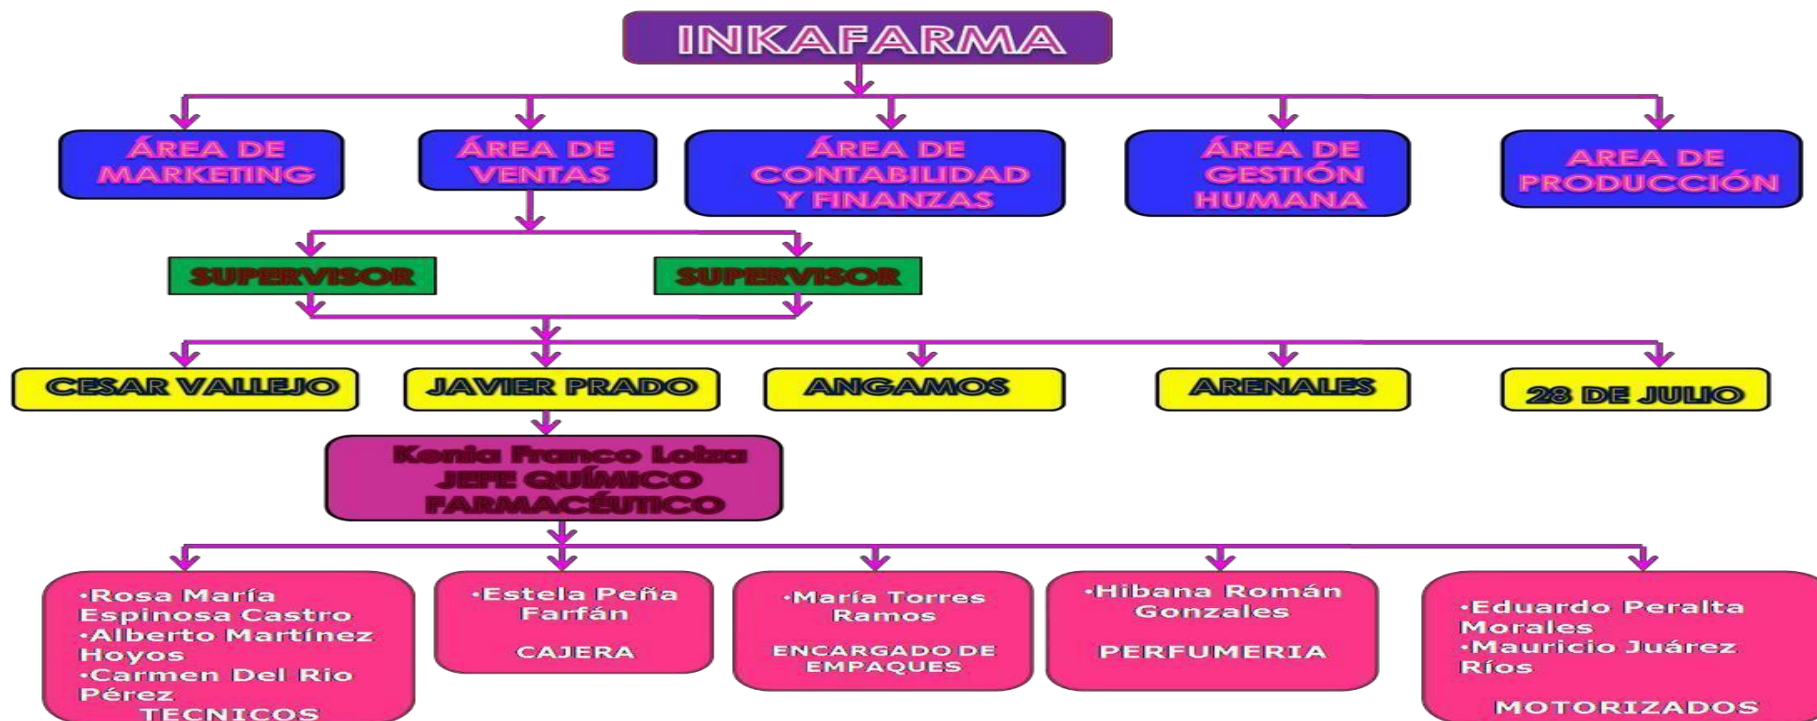 INKAFARMA
ÁREA DE
MARKETING
ÁREA DE
VENTAS
ÁREA DE
CONTABILIDAD
Y FINANZAS
ÁREA DE
GESTIÓN
HUMANA
AREA DE
PRODUCCIÓN
SUPERVISOR
SUPERVISOR
CESAR VALLEJO
JAVIER PRADO
ANGAMOS
ARENALES
28 DE JULIO
Kenia Franco Loiza
JEFE QUÍMICO
FARMACÉUTICO
•Rosa María
Espinosa Castro
•Alberto Martínez
Hoyos
•Carmen Del Rio
Pérez
TECNICOS
•Estela Peña
Farfán
CAJERA
•María Torres
Ramos
ENCARGADO DE
EMPAQUES
•Hibana Román
Gonzales
PERFUMERIA
•Eduardo Peralta
Morales
•Mauricio Juárez
Ríos
MOTORIZADOS